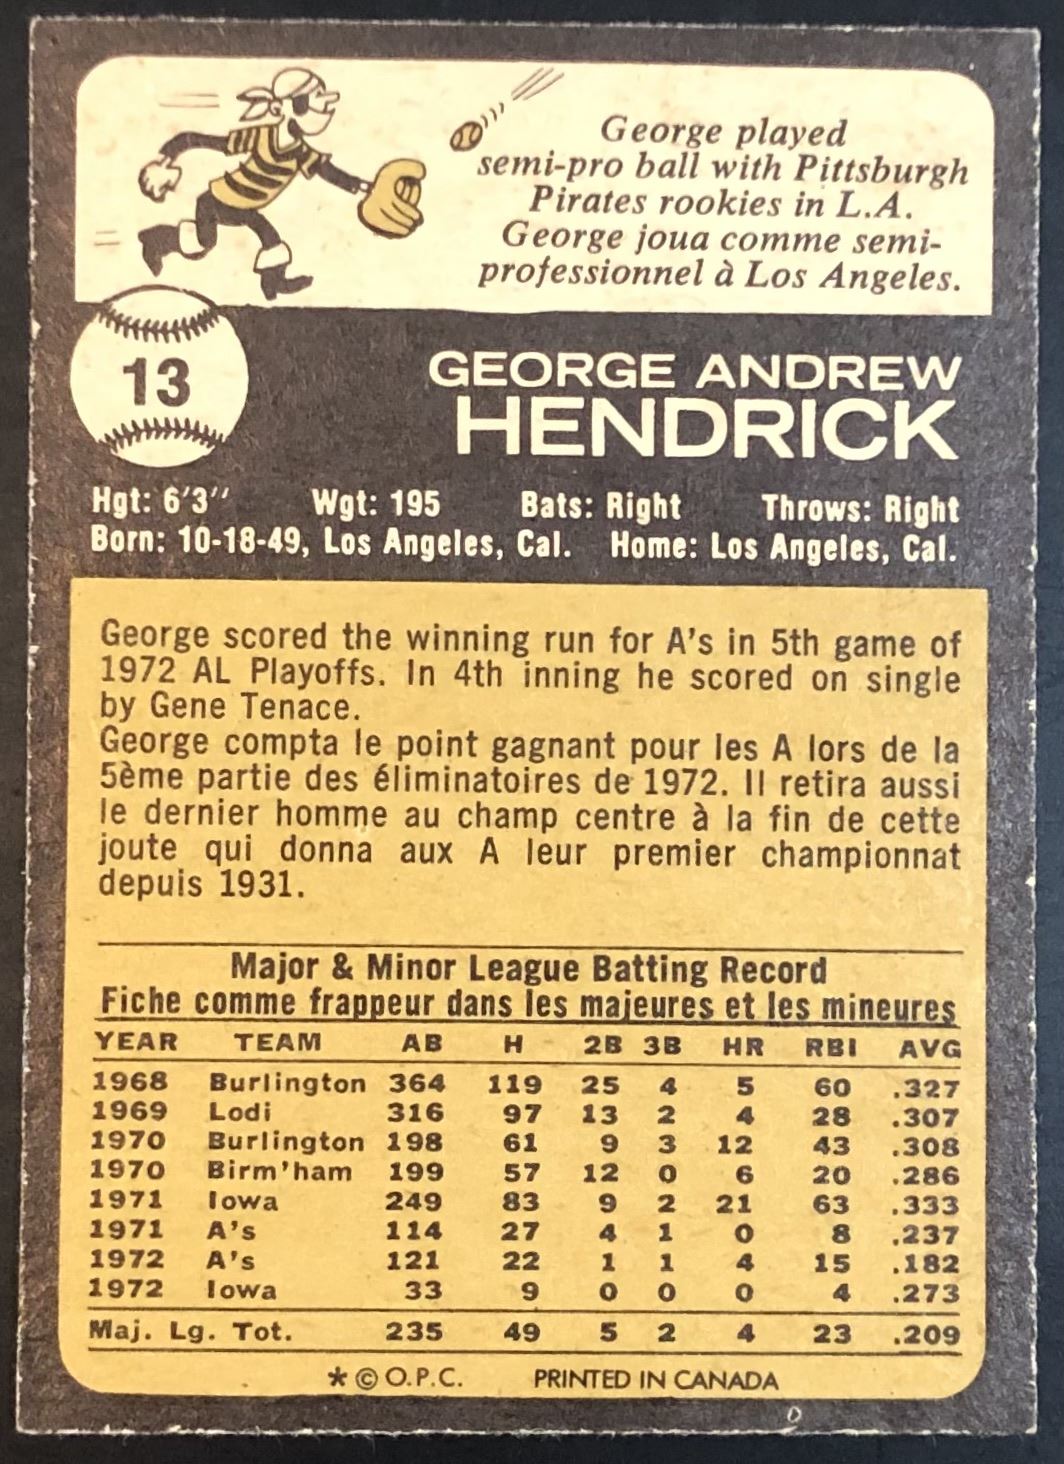 George played
semi-pro ball with Pittsburgh
Pirates rookies in L.A.
George joua comme semi-
professionnel à Los Angeles.
13
GEORGE ANDREW
HENDRICK
Hgt: 6'3'' Wgt: 195 Bats: Right Throws: Right
Born: 10-18-49, Los Angeles, Cal. Home: Los Angeles, Cal.
George scored the winning run for A's in 5th game of
1972 AL Playoffs. In 4th inning he scored on single
by Gene Tenace.
George compta le point gagnant pour les A lors de la
5ème partie des éliminatoires de 1972. Il retira aussi
le dernier homme au champ centre à la fin de cette
joute qui donna aux A leur premier championnat
depuis 1931.
Major & Minor League Batting Record
Fiche comme frappeur dans les majeures et les mineures
YEAR TEAM AB H 2B 3B HR RBI AVG
1968 Burlington 364 119 25 4 5 60 .327
1969 Lodi 316 97 13 2 4 28 .307
1970 Burlington 198 61 9 3 12 43 .308
1970 Birm'ham 199 57 12 0 6 20 .286
1971 Iowa 249 83 9 2 21 63 .333
1971 A's 114 27 4 1 0 8 .237
1972 A's 121 22 1 1 4 15 .182
1972 Iowa 33 9 0 0 0 4 .273
Maj. Lg. Tot. 235 49 5 2 4 23 .209
* © O.P.C. PRINTED IN CANADA